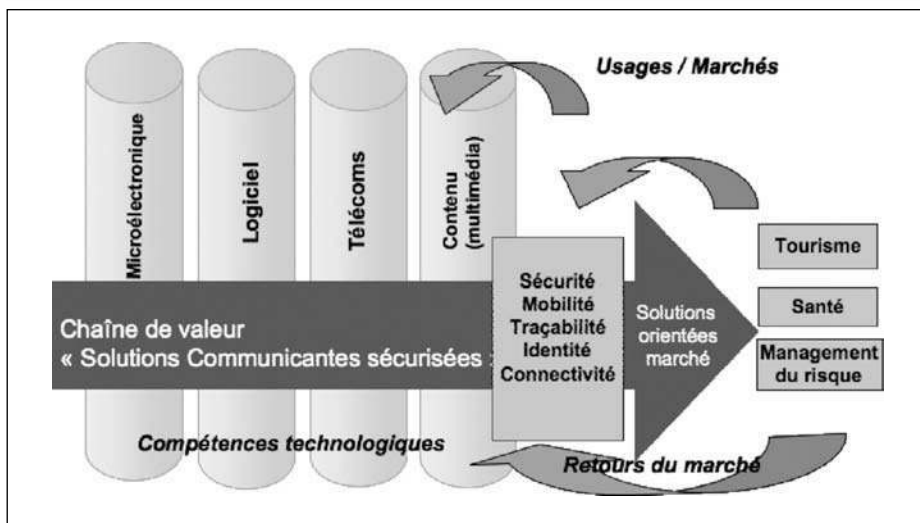 Usages / Marchés
Microélectronique
Logiciel
Télécoms
Contenu
(multimédia)
Chaîne de valeur
« Solutions Communicantes sécurisées »
Sécurité
Mobilité
Traçabilité
Identité
Connectivité
Solutions
orientées
marché
Tourisme
Santé
Management
du risque
Compétences technologiques
Retours du marché